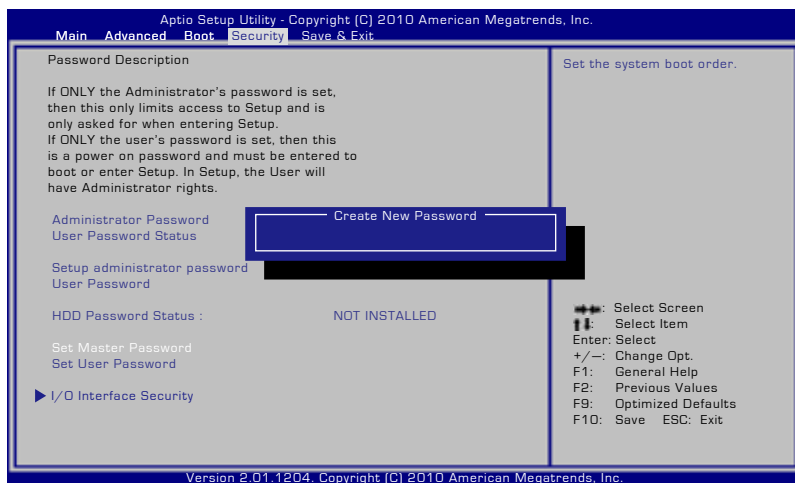 Aptio Setup Utility - Copyright (C) 2010 American Megatrends, Inc.
Main Advanced Boot Security Save & Exit
Password Description
If ONLY the Administrator's password is set,
then this only limits access to Setup and is
only asked for when entering Setup.
If ONLY the user's password is set, then this
is a power on password and must be entered to
boot or enter Setup. In Setup, the User will
have Administrator rights.
Administrator Password
User Password Status
Create New Password
Setup administrator password
User Password
HDD Password Status : NOT INSTALLED
Set Master Password
Set User Password
I/O Interface Security
Set the system boot order.
: Select Screen
: Select Item
Enter: Select
+/—: Change Opt.
F1: General Help
F2: Previous Values
F9: Optimized Defaults
F10: Save ESC: Exit
Version 2.01.1204. Copyright (C) 2010 American Megatrends, Inc.